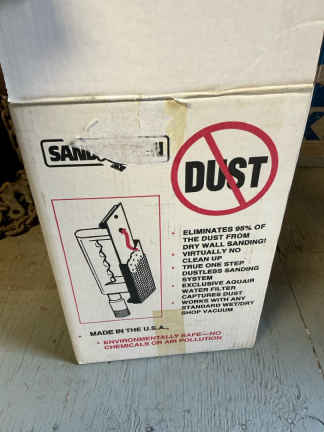 DUST
ELIMINATES 95% OF
THE DUST FROM
DRY WALL SANDING!
VIRTUALLY NO
CLEAN UP
TRUE ONE STEP
DUSTLESS SANDING
SYSTEM
EXCLUSIVE AQUAIR
WATER FILTER
CAPTURES DUST
WORKS WITH ANY
STANDARD WET/DRY
SHOP VACUUM
MADE IN THE U.S.A.
ENVIRONMENTALLY SAFE—NO
CHEMICALS OR AIR POLLUTION